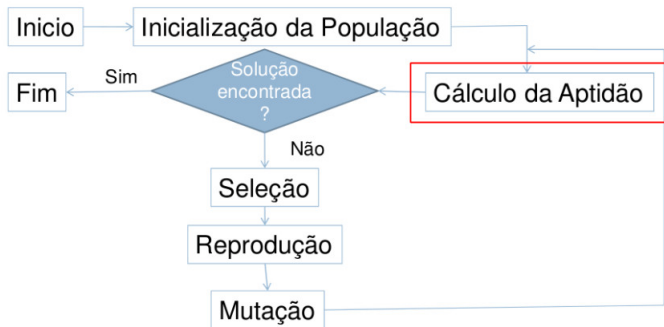 Inicio
Inicialização da População
Solução
encontrada
?
Sim
Fim
Cálculo da Aptidão
Não
Seleção
Reprodução
Mutação